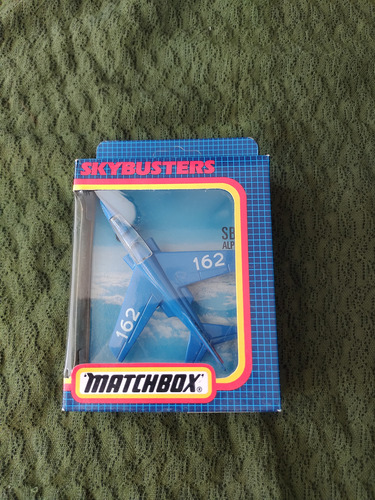 SKYBUSTERS
SB
ALP
162
162
MATCHBOX®